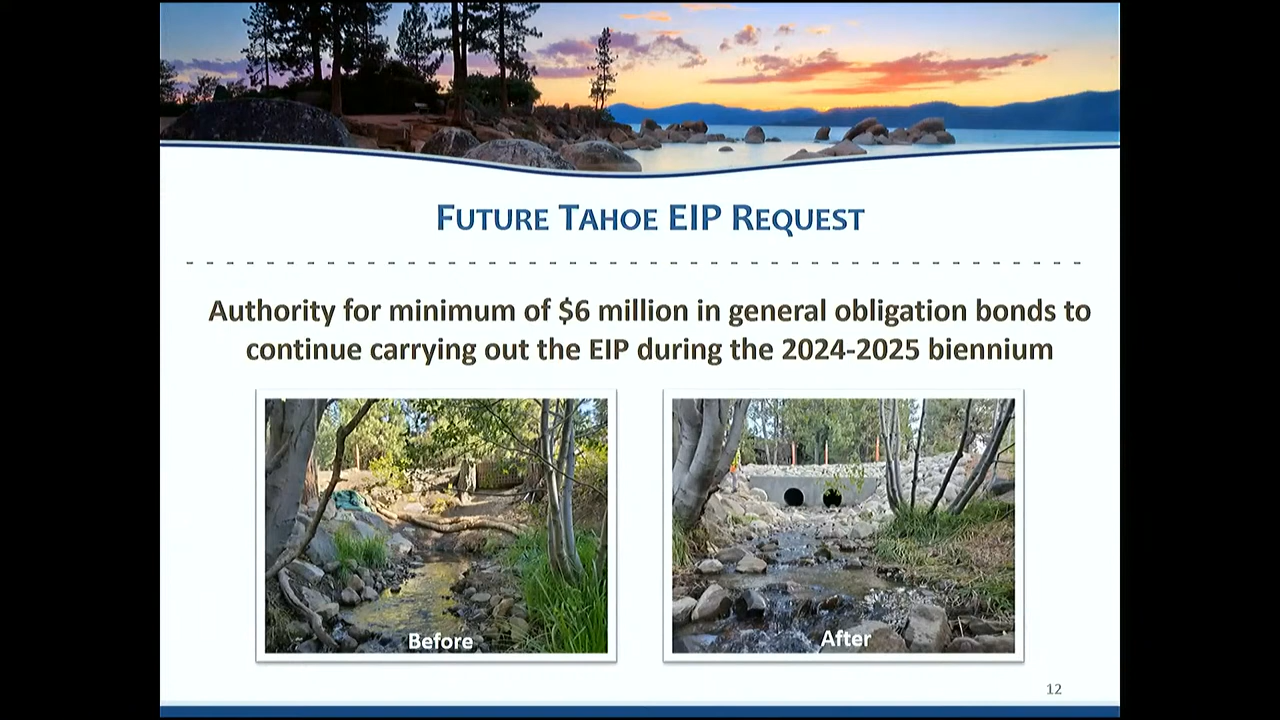 FUTURE TAHOE EIP REQUEST
Authority for minimum of $6 million in general obligation bonds to
continue carrying out the EIP during the 2024-2025 biennium
Before
After
12